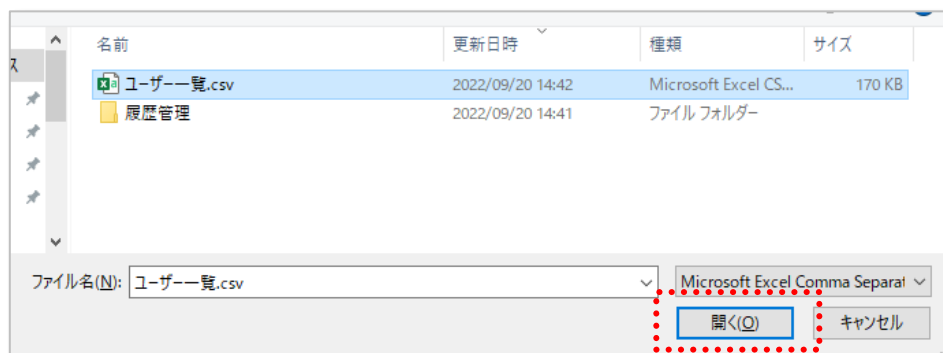 名前 更新日時 種類 サイズ
ス
ユーザー一覧.csv 2022/09/20 14:42 Microsoft Excel CS... 170 KB
履歴管理 2022/09/20 14:41 ファイル フォルダー
ファイル名(N): ユーザー一覧.csv Microsoft Excel Comma Separat
開く(O) キャンセル